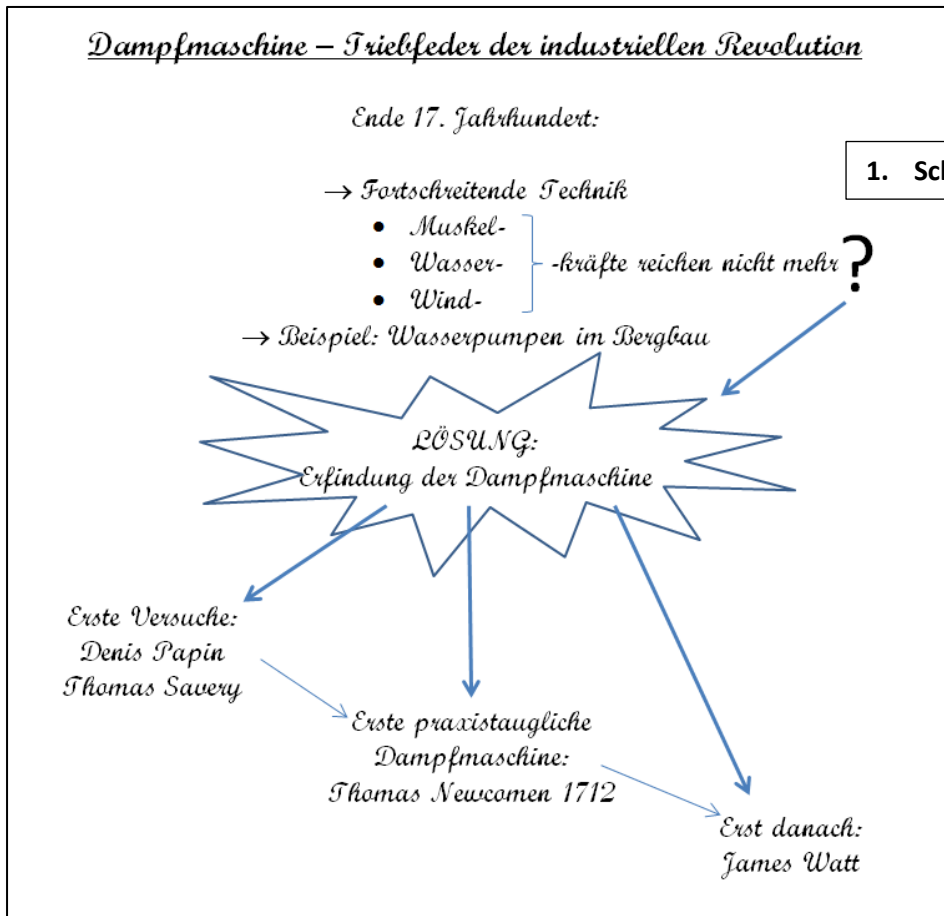 Dampfmaschine – Triebfeder der industriellen Revolution
Ende 17. Jahrhundert:
1. Sch
→ Fortschreitende Technik
• Muskel-
• Wasser- -kräfte reichen nicht mehr ?
• Wind-
→ Beispiel: Wasserpumpen im Bergbau
LÖSUNG:
Erfindung der Dampfmaschine
Erste Versuche:
Denis Papin
Thomas Savery
Erste praxistaugliche
Dampfmaschine:
Thomas Newcomen 1712
Erst danach:
James Watt